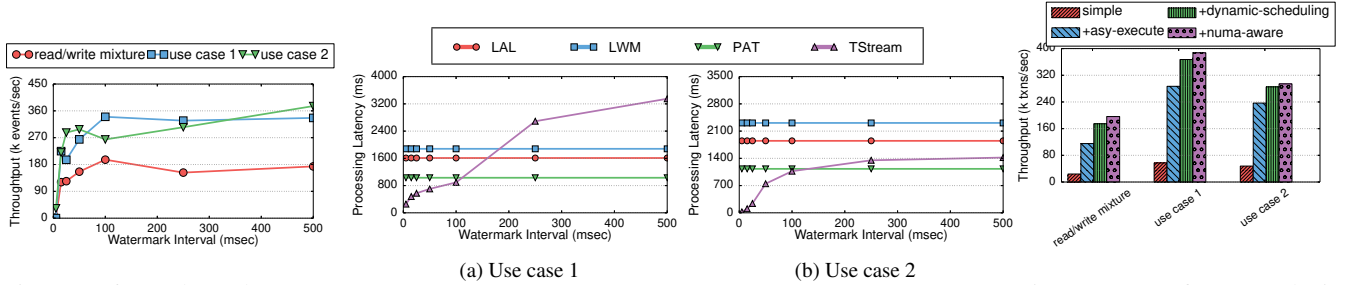 read/write mixture use case 1 use case 2
450
360
270
180
90
0
0 100 200 300 400 500
Throughtput (k events/sec)
Watermark Interval (msec)
LAL LWM PAT TStream
4000
3200
2400
1600
800
0
0 100 200 300 400 500
Processing Latency (ms)
Watermark Interval (msec)
(a) Use case 1
3500
2800
2100
1400
700
0
0 100 200 300 400 500
Processing Latency (ms)
Watermark Interval (msec)
(b) Use case 2
simple +dynamic-scheduling
+asy-execute +numa-aware
400
320
240
160
80
0
Throughput (k txns/sec)
read/write mixture
use case 1
use case 2